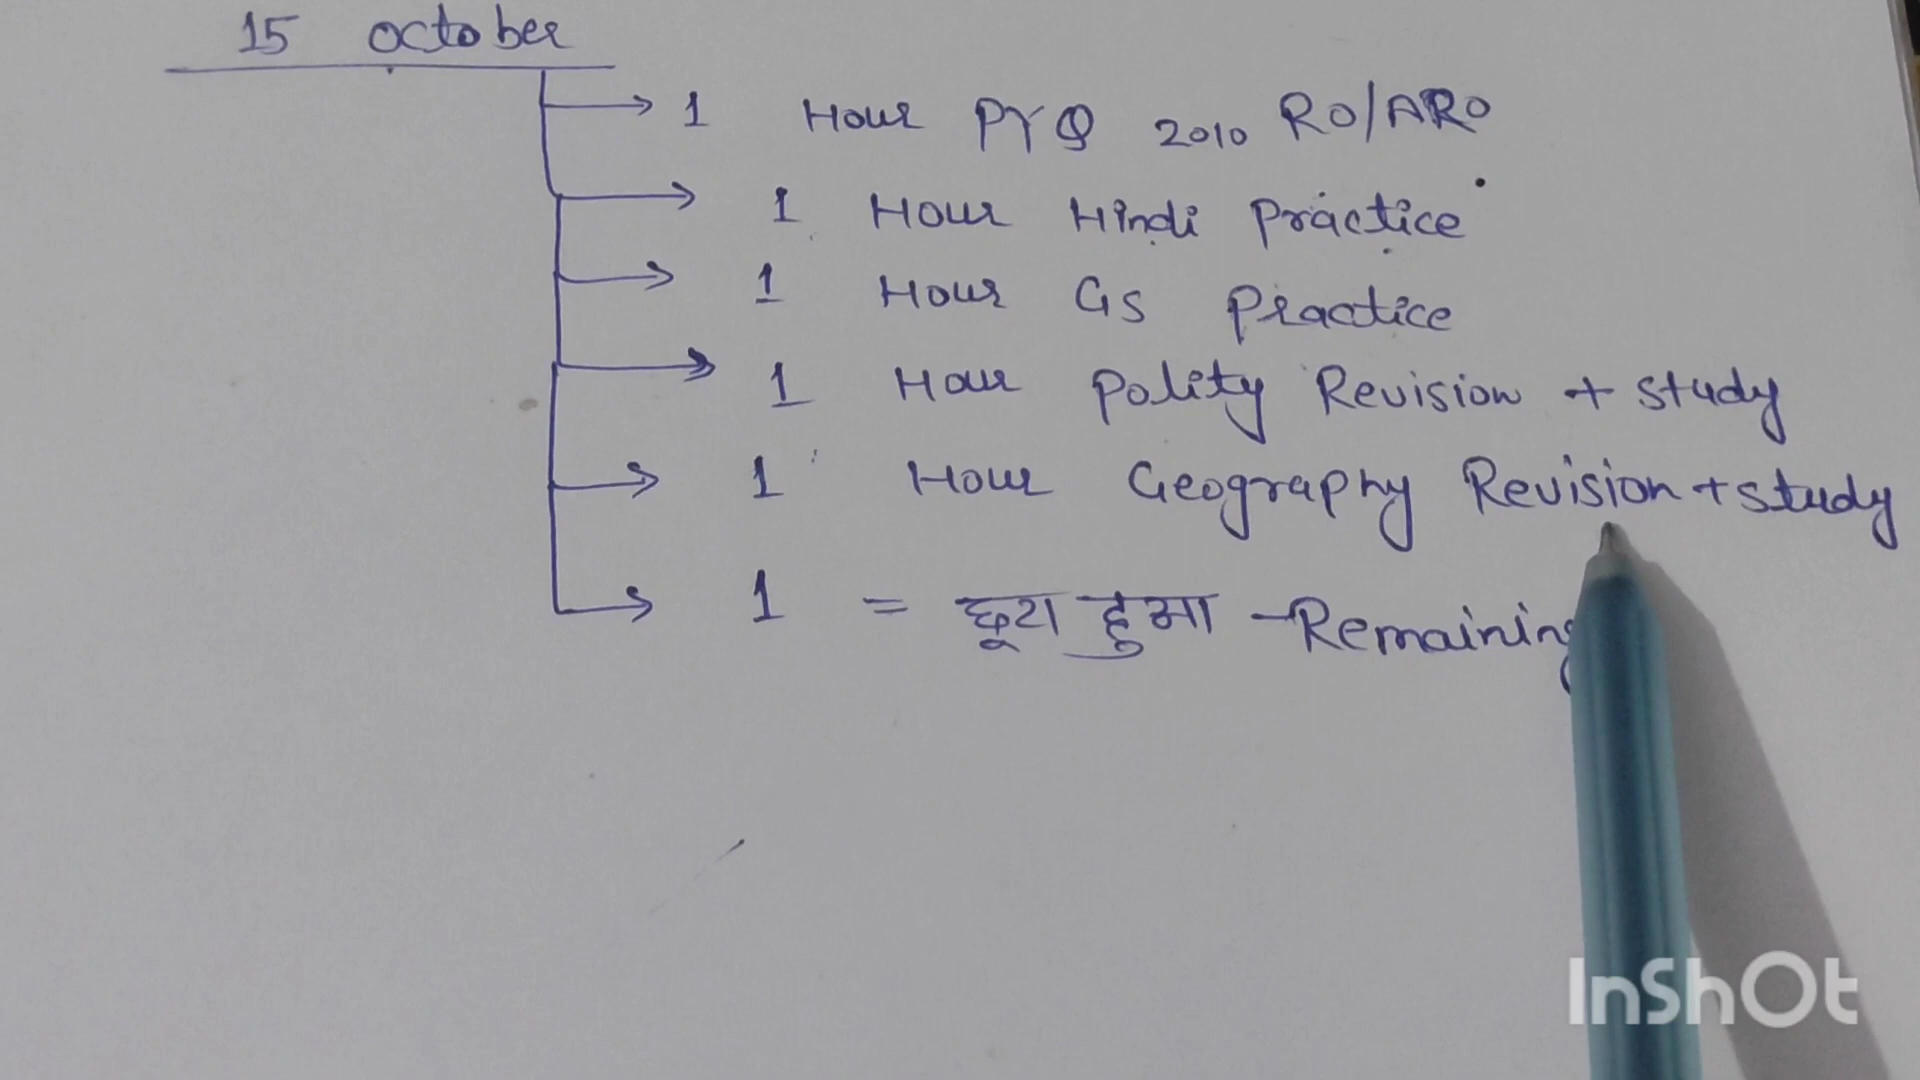 15 october
1 Hour PYQ 2010 RO/ARO
1 Hour Hindi Practice
1 Hour GS Practice
1 Hour Polity Revision + study
1 Hour Geography Revision + study
1 = छूटा हुआ - Remaining
InShOt